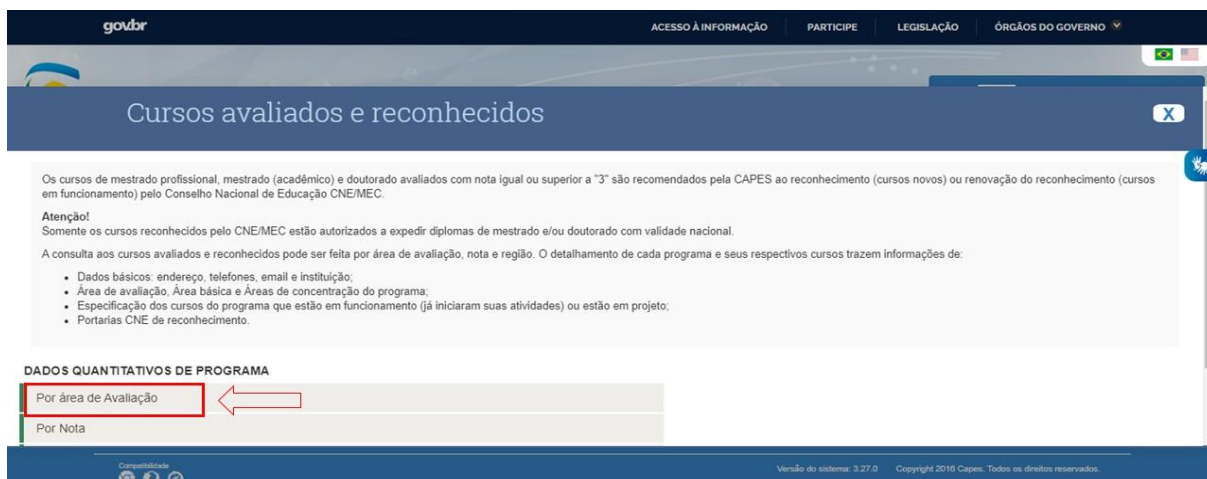 govbr
ACESSO À INFORMAÇÃO
PARTICIPE
LEGISLAÇÃO
ÓRGÃOS DO GOVERNO
Cursos avaliados e reconhecidos
X
Os cursos de mestrado profissional, mestrado (acadêmico) e doutorado avaliados com nota igual ou superior a "3" são recomendados pela CAPES ao reconhecimento (cursos novos) ou renovação do reconhecimento (cursos
em funcionamento) pelo Conselho Nacional de Educação CNE/MEC.
Atenção!
Somente os cursos reconhecidos pelo CNE/MEC estão autorizados a expedir diplomas de mestrado e/ou doutorado com validade nacional.
A consulta aos cursos avaliados e reconhecidos pode ser feita por área de avaliação, nota e região. O detalhamento de cada programa e seus respectivos cursos trazem informações de:
• Dados básicos: endereço, telefones, email e instituição;
• Área de avaliação, Área básica e Áreas de concentração do programa;
• Especificação dos cursos do programa que estão em funcionamento (já iniciaram suas atividades) ou estão em projeto;
• Portarias CNE de reconhecimento.
DADOS QUANTITATIVOS DE PROGRAMA
Por área de Avaliação
Por Nota
Compatibilidade
Versão do sistema: 3.27.0
Copyright 2016 Capes. Todos os direitos reservados.